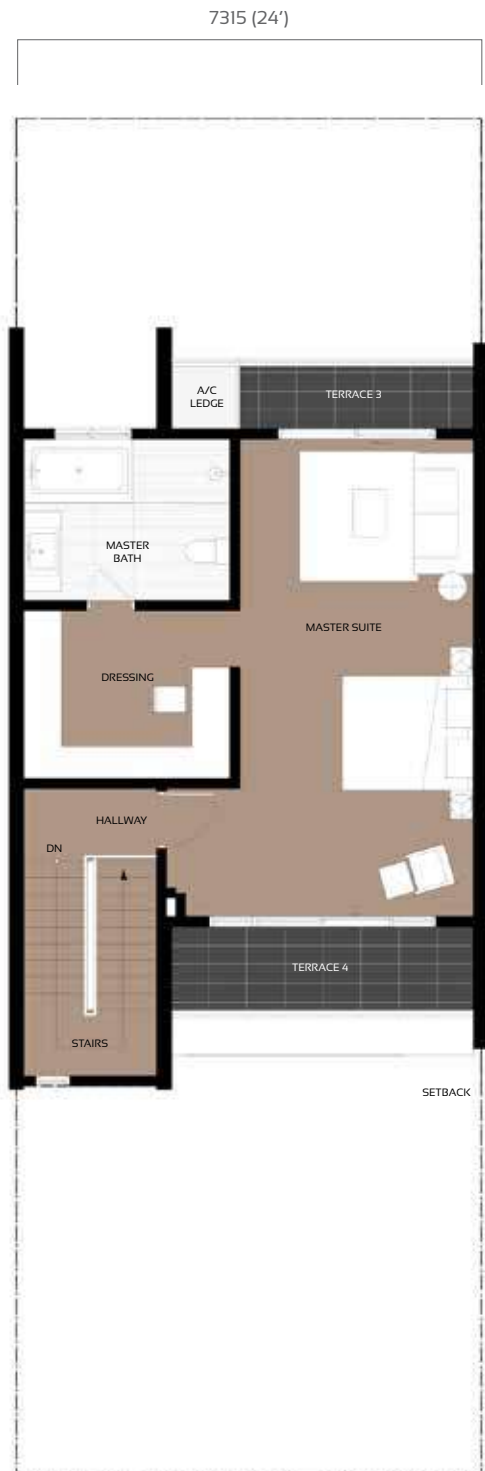 7315 (24')
A/C
LEDGE
TERRACE 3
MASTER
BATH
MASTER SUITE
DRESSING
HALLWAY
DN
TERRACE 4
STAIRS
SETBACK